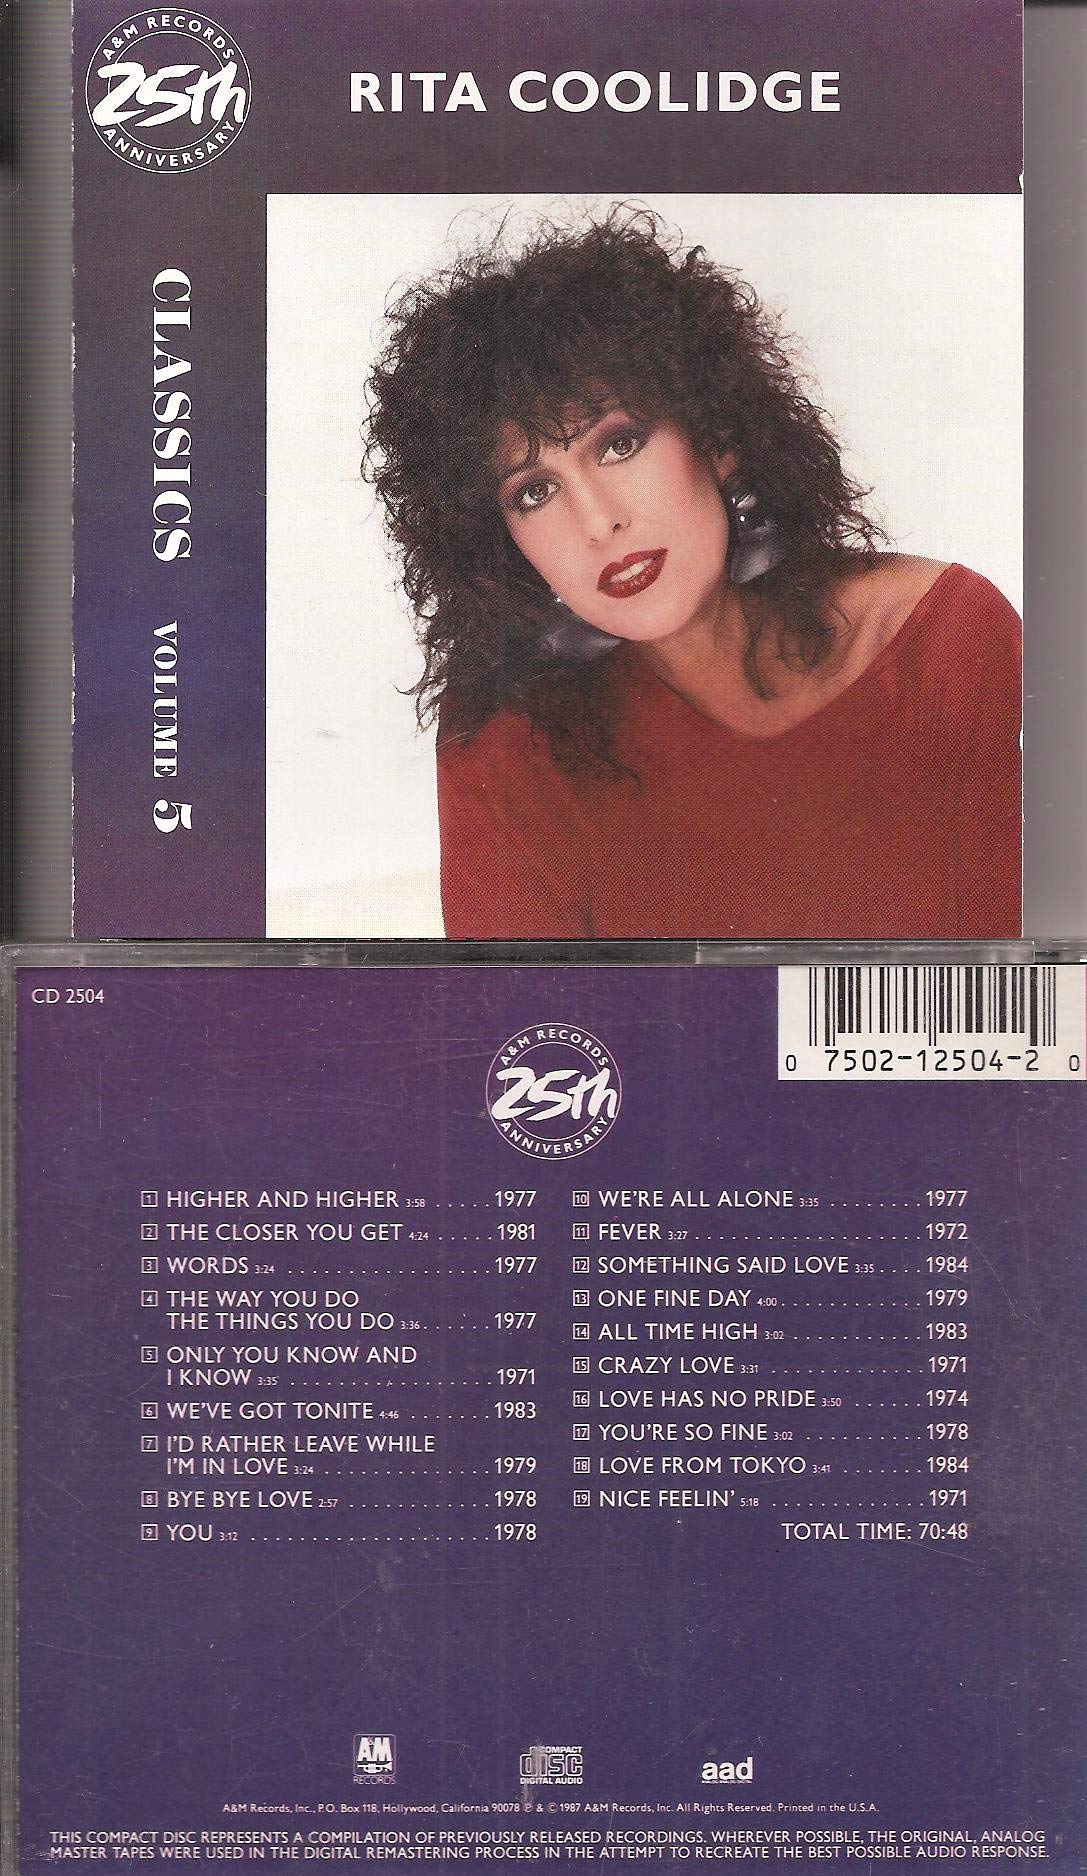 A&M RECORDS
25th
ANNIVERSARY
RITA COOLIDGE
CLASSICS VOLUME 5
CD 2504
0 7502-12504-2 0
A&M RECORDS
25th
ANNIVERSARY
1 HIGHER AND HIGHER 3:58 ..... 1977
2 THE CLOSER YOU GET 4:24 ..... 1981
3 WORDS 3:24 ................. 1977
4 THE WAY YOU DO
THE THINGS YOU DO 3:36 ...... 1977
5 ONLY YOU KNOW AND
I KNOW 3:35 ................. 1971
6 WE'VE GOT TONITE 4:46 ....... 1983
7 I'D RATHER LEAVE WHILE
I'M IN LOVE 3:24 .............. 1979
8 BYE BYE LOVE 2:57 ............ 1978
9 YOU 3:12 .................... 1978
10 WE'RE ALL ALONE 3:35 ........ 1977
11 FEVER 3:27 ................... 1972
12 SOMETHING SAID LOVE 3:35 .... 1984
13 ONE FINE DAY 4:00 ............ 1979
14 ALL TIME HIGH 3:02 ........... 1983
15 CRAZY LOVE 3:31 ............. 1971
16 LOVE HAS NO PRIDE 3:50 ...... 1974
17 YOU'RE SO FINE 3:02 .......... 1978
18 LOVE FROM TOKYO 3:41 ....... 1984
19 NICE FEELIN' 5:18 ............. 1971
TOTAL TIME: 70:48
A&M
RECORDS
COMPACT
disc
DIGITAL AUDIO
aad
ANALOG ANALOG DIGITAL
A&M Records, Inc., P.O. Box 118, Hollywood, California 90078 ℗ & © 1987 A&M Records, Inc. All Rights Reserved. Printed in the U.S.A.
THIS COMPACT DISC REPRESENTS A COMPILATION OF PREVIOUSLY RELEASED RECORDINGS. WHEREVER POSSIBLE, THE ORIGINAL, ANALOG
MASTER TAPES WERE USED IN THE DIGITAL REMASTERING PROCESS IN THE ATTEMPT TO RECREATE THE BEST POSSIBLE AUDIO RESPONSE.